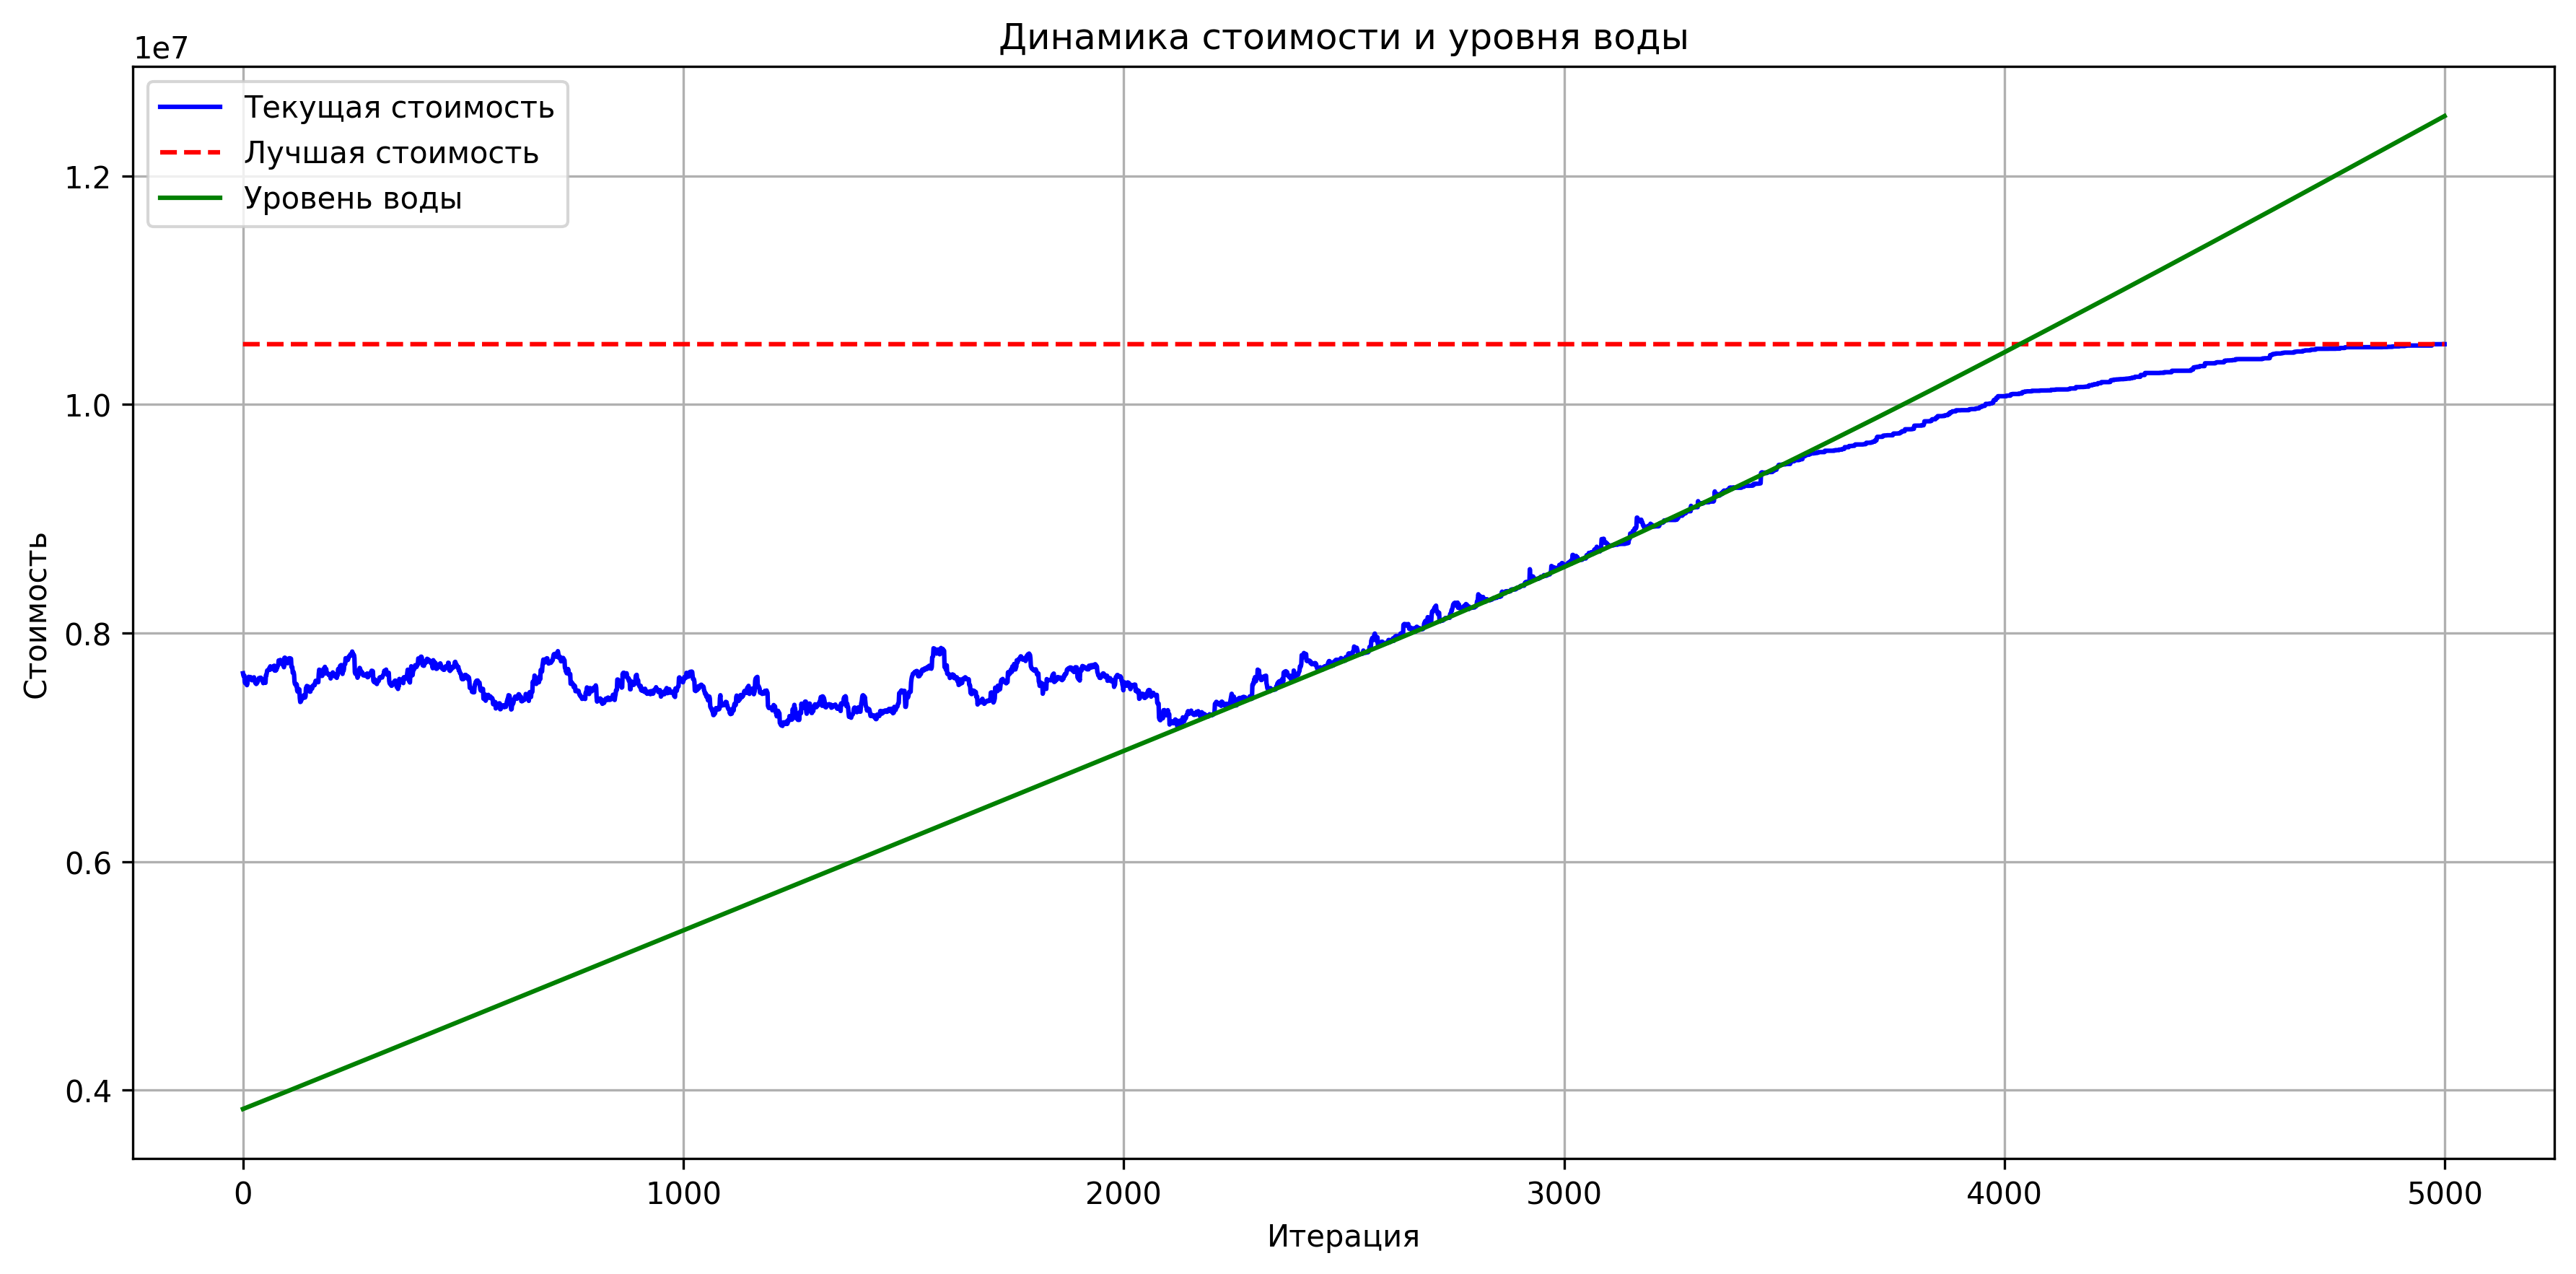 Динамика стоимости и уровня воды
1e7
Текущая стоимость
Лучшая стоимость
Уровень воды
1.2
1.0
0.8
0.6
0.4
Стоимость
0 1000 2000 3000 4000 5000
Итерация